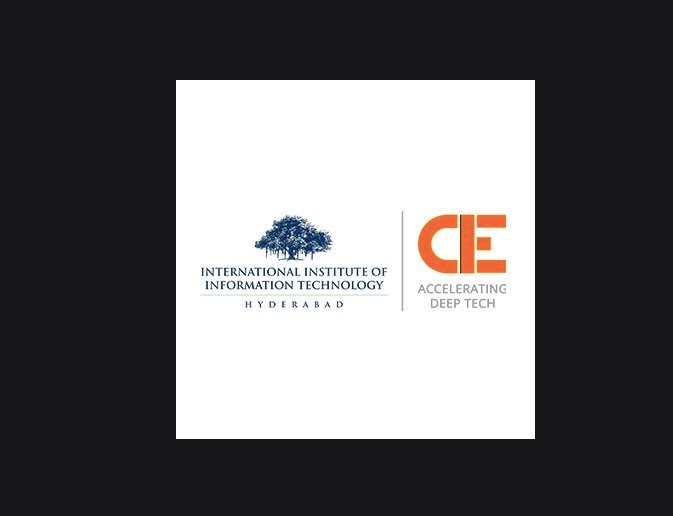 INTERNATIONAL INSTITUTE OF
INFORMATION TECHNOLOGY
HYDERABAD
CIE
ACCELERATING
DEEP TECH